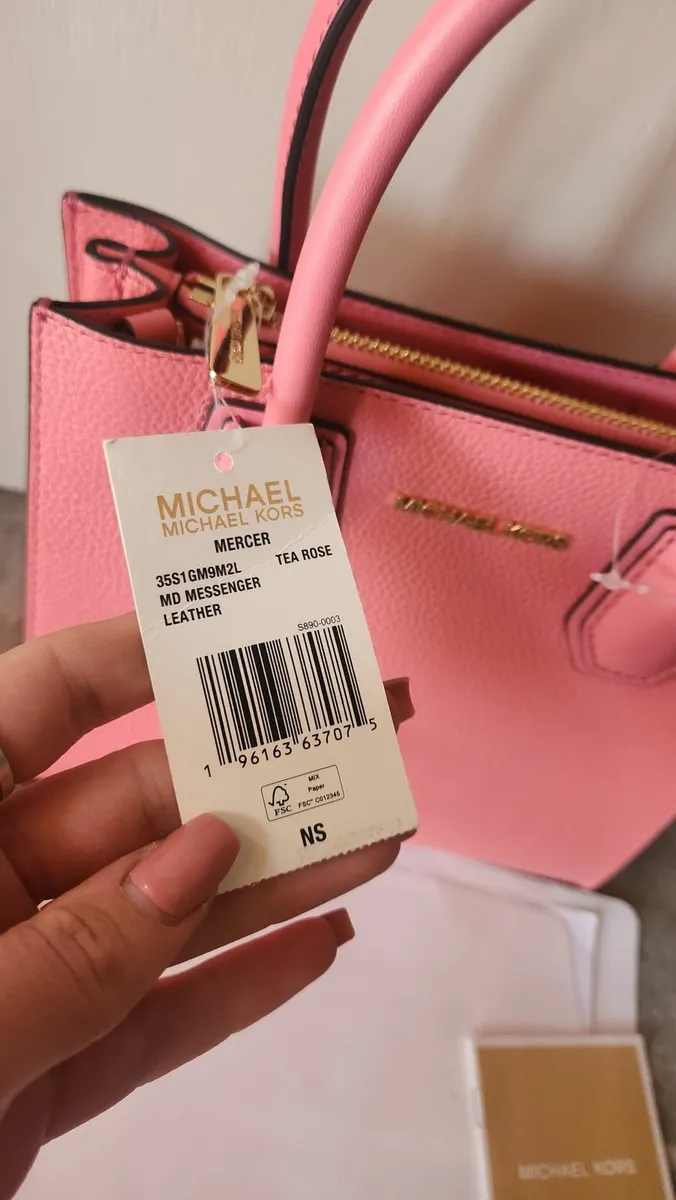 MICHAEL
MICHAEL KORS
MERCER
35S1GM9M2L TEA ROSE
MD MESSENGER
LEATHER
S890-0003
1 96163 63707 5
MIX
Paper
FSC
FSC® C012345
NS
MICHAEL KORS
MICHAEL KORS